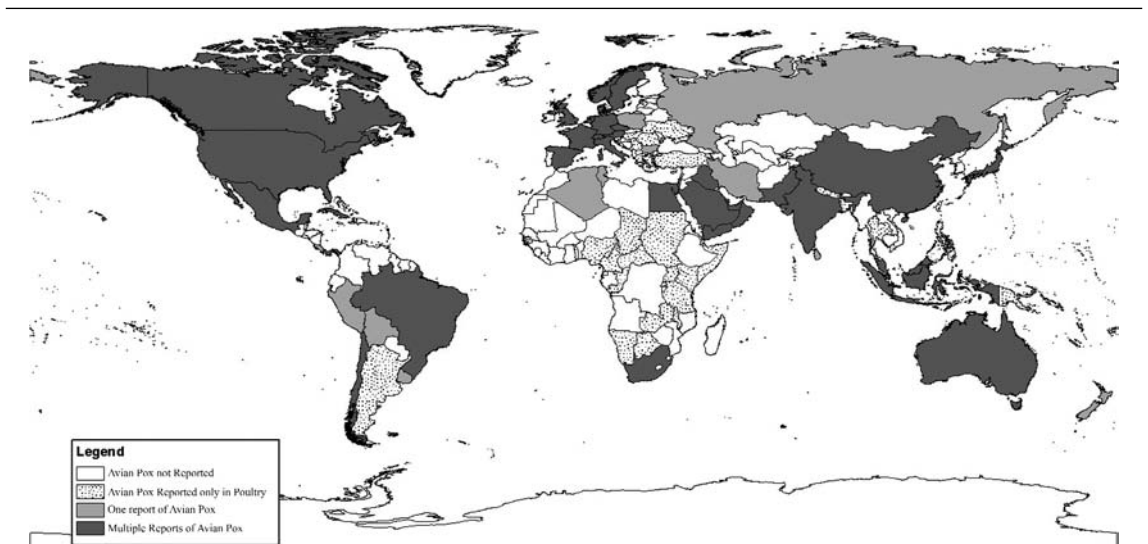 Legend
Avian Pox not Reported
Avian Pox Reported only in Poultry
One report of Avian Pox
Multiple Reports of Avian Pox